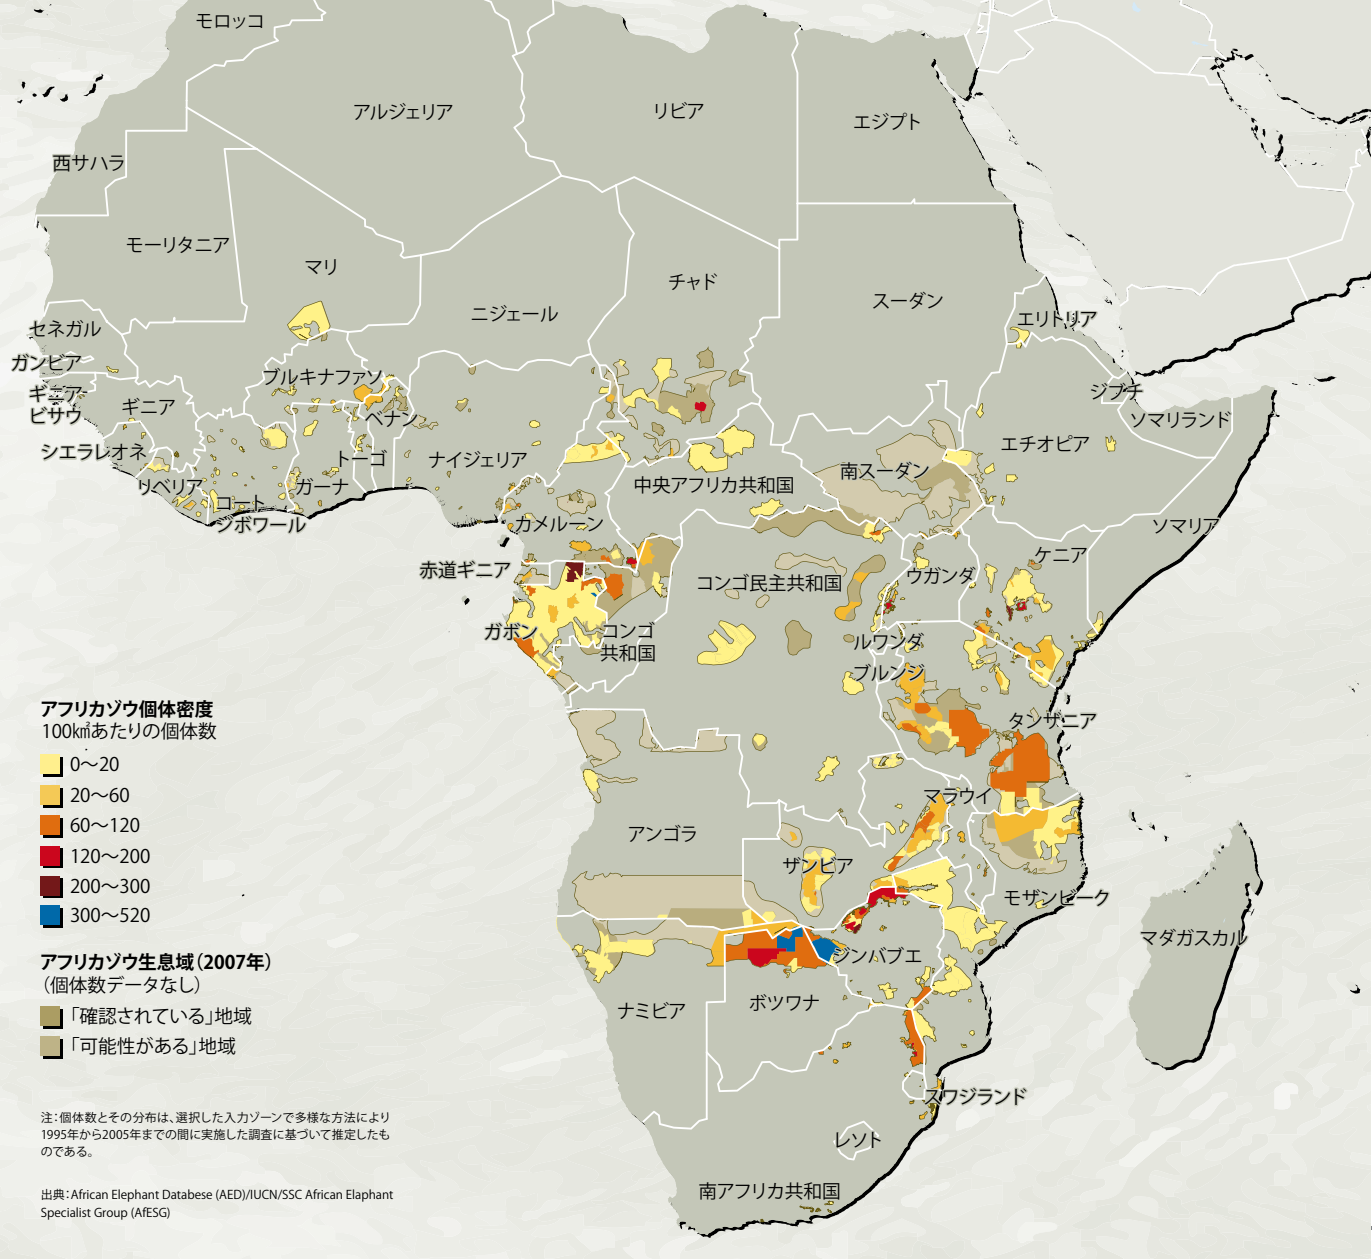 モロッコ
アルジェリア
リビア
エジプト
西サハラ
モーリタニア
マリ
ニジェール
チャド
スーダン
エリトリア
セネガル
ガンビア
ギニア
ビサウ
ギニア
ブルキナファソ
ベナン
ジブチ
ソマリランド
シエラレオネ
トーゴ
ナイジェリア
エチオピア
リベリア
コート
ジボワール
ガーナ
中央アフリカ共和国
南スーダン
カメルーン
ソマリア
赤道ギニア
コンゴ民主共和国
ウガンダ
ケニア
ガボン
コンゴ
共和国
ルワンダ
ブルンジ
タンザニア
アフリカゾウ個体密度
100㎢あたりの個体数
0〜20
20〜60
60〜120
120〜200
200〜300
300〜520
アフリカゾウ生息域（2007年）
（個体数データなし）
「確認されている」地域
「可能性がある」地域
マラウイ
アンゴラ
ザンビア
モザンビーク
マダガスカル
ジンバブエ
ナミビア
ボツワナ
スワジランド
レソト
南アフリカ共和国
注：個体数とその分布は、選択した入力ゾーンで多様な方法により
1995年から2005年までの間に実施した調査に基づいて推定したも
のである。
出典：African Elephant Databese (AED)/IUCN/SSC African Elaphant
Specialist Group (AfESG)